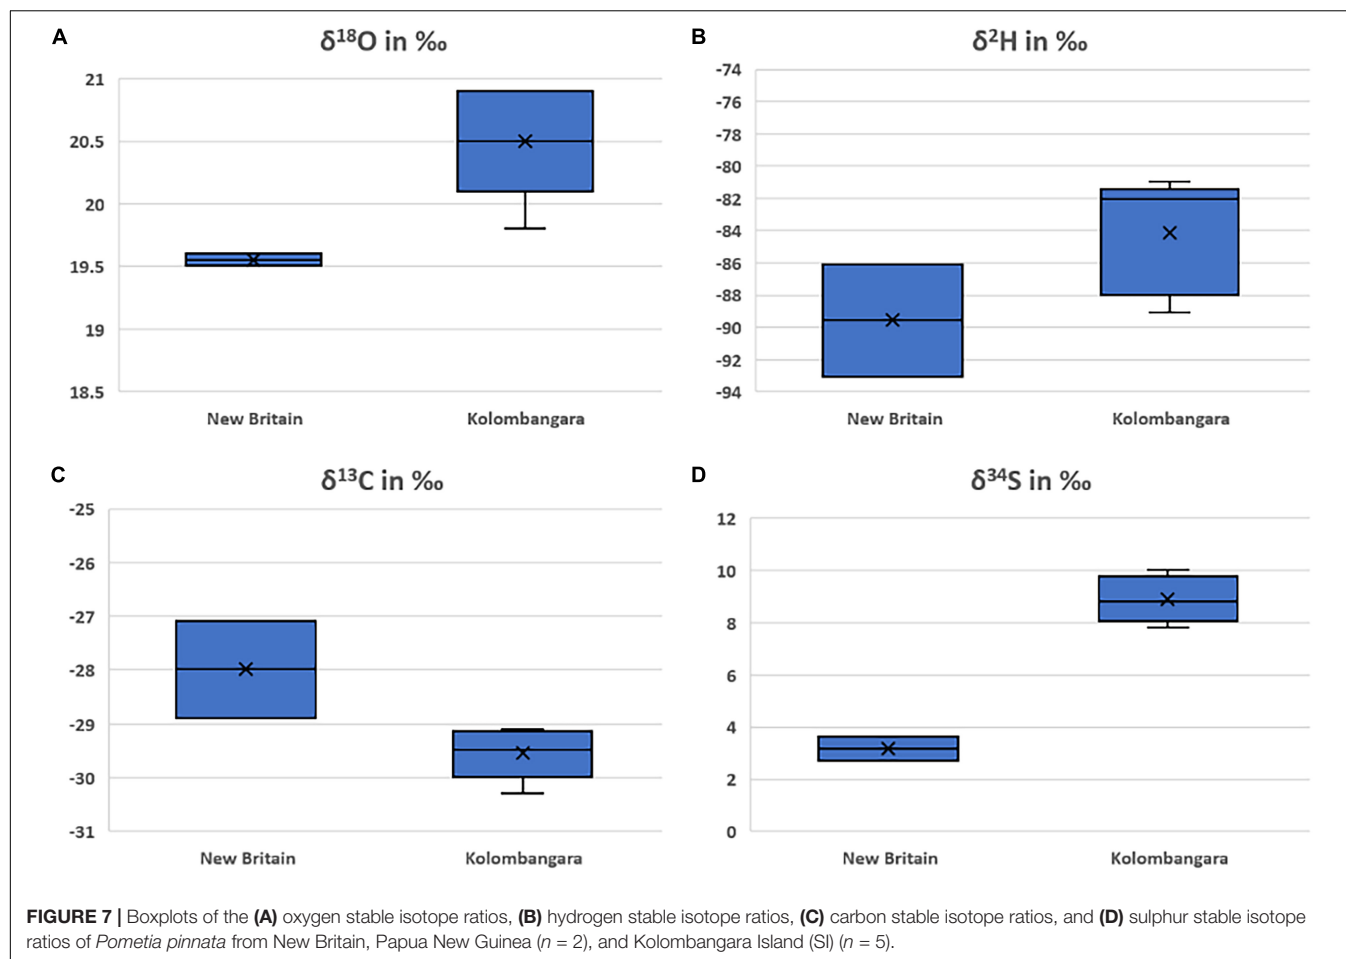 A
δ¹⁸O in ‰
21
20.5
20
19.5
19
18.5
New Britain
Kolombangara
B
δ²H in ‰
-74
-76
-78
-80
-82
-84
-86
-88
-90
-92
-94
New Britain
Kolombangara
C
δ¹³C in ‰
-25
-26
-27
-28
-29
-30
-31
New Britain
Kolombangara
D
δ³⁴S in ‰
12
10
8
6
4
2
0
New Britain
Kolombangara
FIGURE 7 | Boxplots of the (A) oxygen stable isotope ratios, (B) hydrogen stable isotope ratios, (C) carbon stable isotope ratios, and (D) sulphur stable isotope
ratios of Pometia pinnata from New Britain, Papua New Guinea (n = 2), and Kolombangara Island (SI) (n = 5).